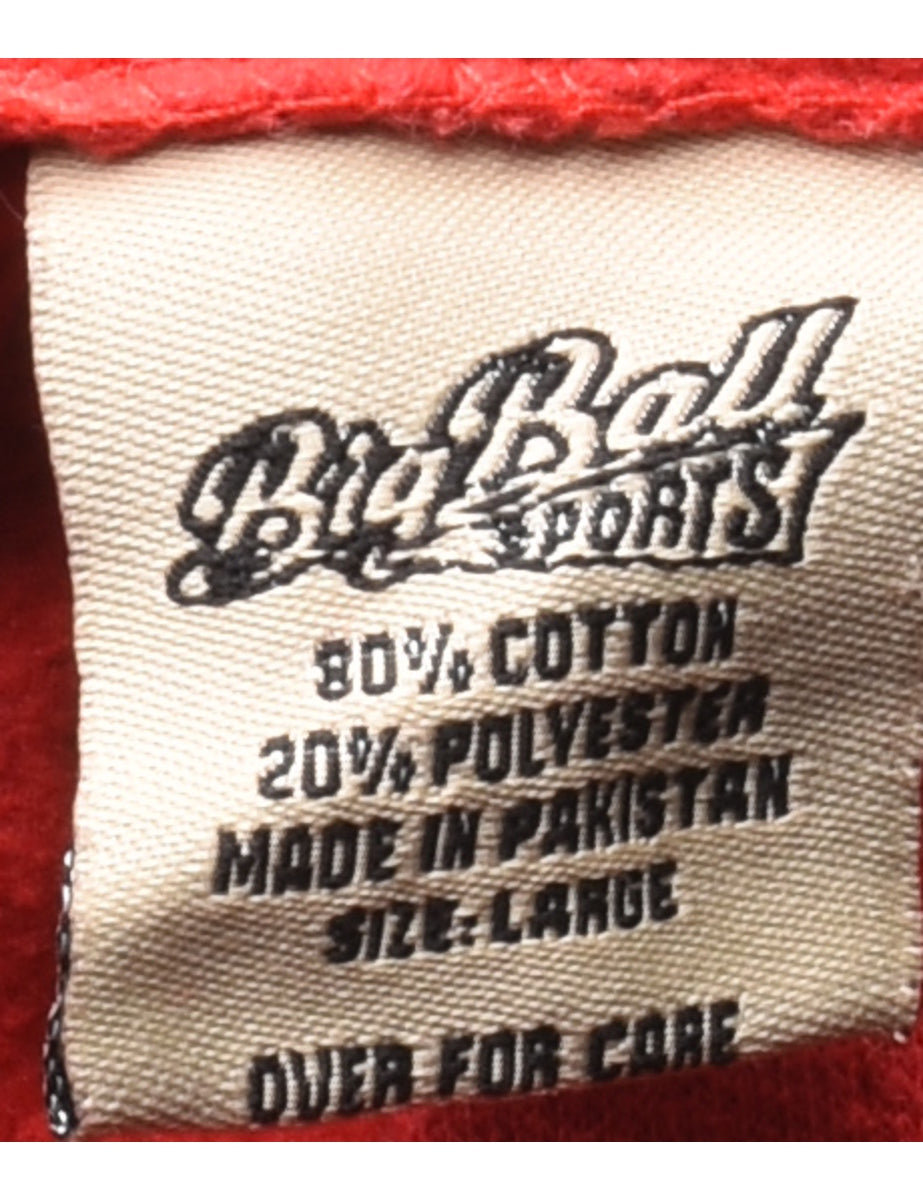 Big Ball
SPORTS
80% COTTON
20% POLYESTER
MADE IN PAKISTAN
SIZE: LARGE
OVER FOR CARE